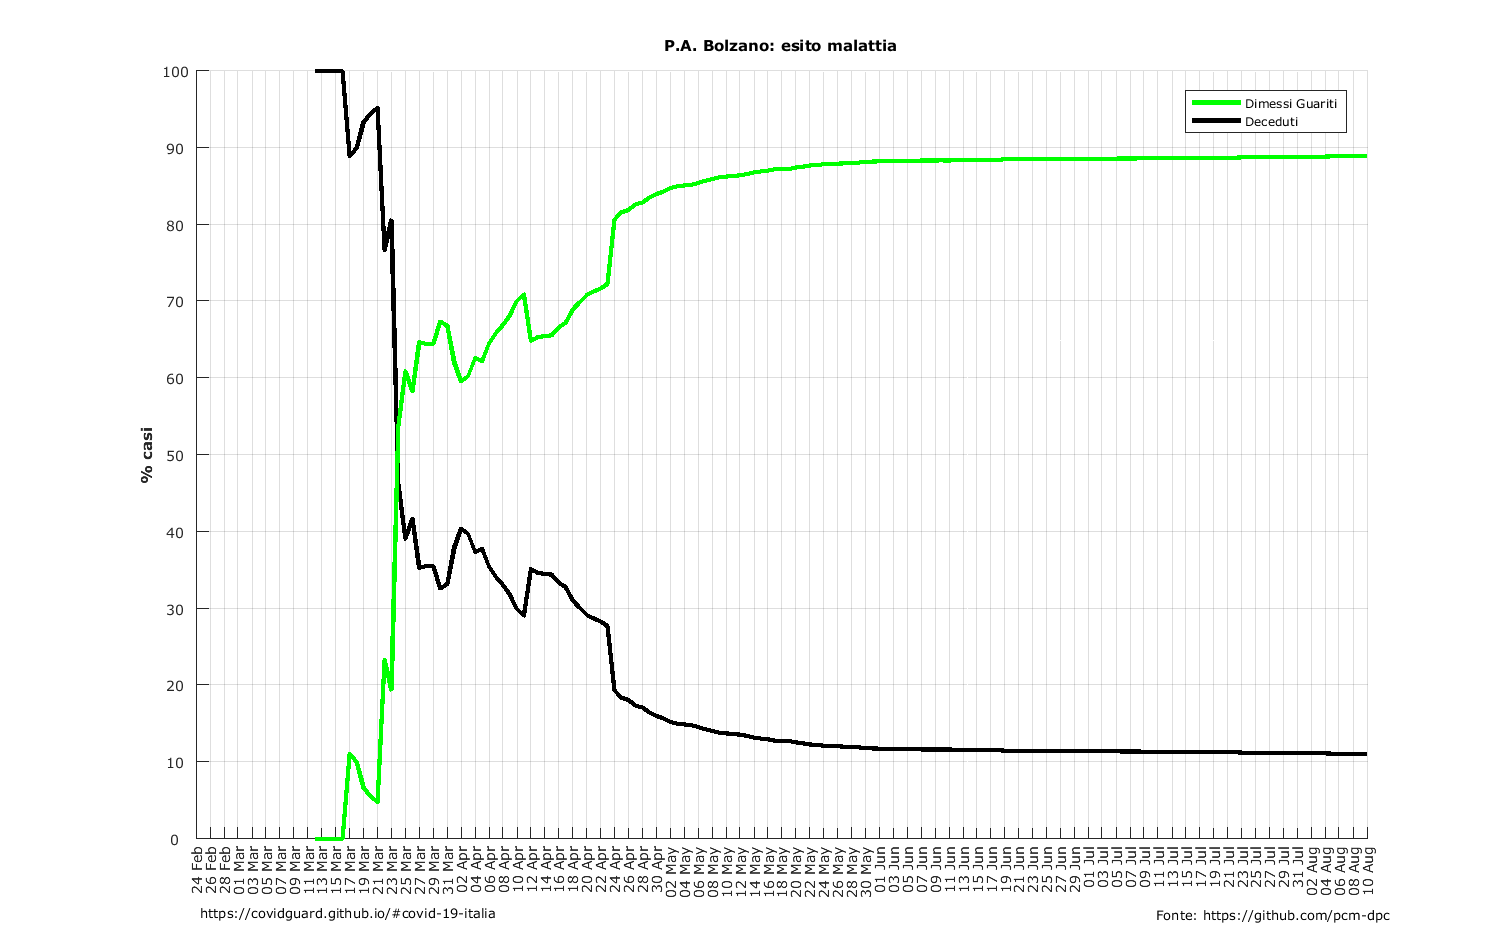 P.A. Bolzano: esito malattia
Dimessi Guariti
Deceduti
% casi
100
90
80
70
60
50
40
30
20
10
0
24 Feb
26 Feb
28 Feb
01 Mar
03 Mar
05 Mar
07 Mar
09 Mar
11 Mar
13 Mar
15 Mar
17 Mar
19 Mar
21 Mar
23 Mar
25 Mar
27 Mar
29 Mar
31 Mar
02 Apr
04 Apr
06 Apr
08 Apr
10 Apr
12 Apr
14 Apr
16 Apr
18 Apr
20 Apr
22 Apr
24 Apr
26 Apr
28 Apr
30 Apr
02 May
04 May
06 May
08 May
10 May
12 May
14 May
16 May
18 May
20 May
22 May
24 May
26 May
28 May
30 May
01 Jun
03 Jun
05 Jun
07 Jun
09 Jun
11 Jun
13 Jun
15 Jun
17 Jun
19 Jun
21 Jun
23 Jun
25 Jun
27 Jun
29 Jun
01 Jul
03 Jul
05 Jul
07 Jul
09 Jul
11 Jul
13 Jul
15 Jul
17 Jul
19 Jul
21 Jul
23 Jul
25 Jul
27 Jul
29 Jul
31 Jul
02 Aug
04 Aug
06 Aug
08 Aug
10 Aug
https://covidguard.github.io/#covid-19-italia
Fonte: https://github.com/pcm-dpc